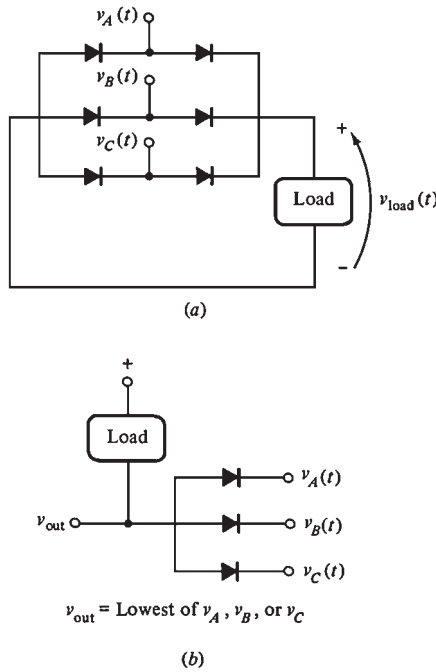 v_A(t)
v_B(t)
v_C(t)
+
Load
v_load(t)
−
(a)
+
Load
v_A(t)
v_out
v_B(t)
v_C(t)
v_out = Lowest of v_A, v_B, or v_C
(b)